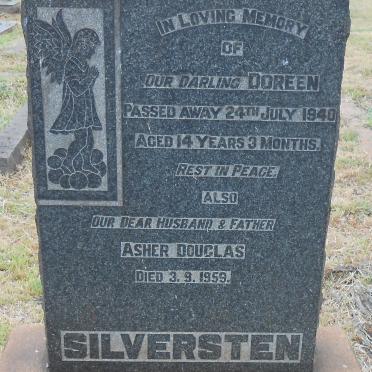 IN LOVING MEMORY
OF
OUR DARLING DOREEN
PASSED AWAY 24TH JULY 1940
AGED 14 YEARS 3 MONTHS.
REST IN PEACE.
ALSO
OUR DEAR HUSBAND & FATHER
ASHER DOUGLAS
DIED 3.9.1959.
SILVERSTEN